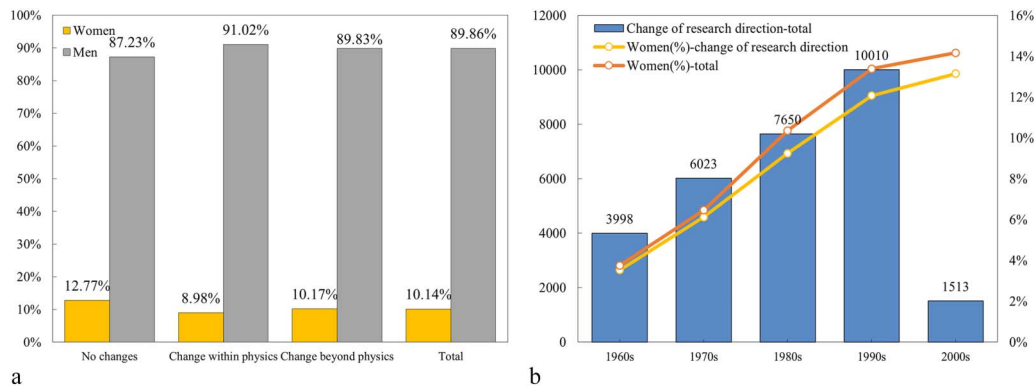 Women
Men
100%
90%
80%
70%
60%
50%
40%
30%
20%
10%
0%
87.23%
91.02%
89.83%
89.86%
12.77%
8.98%
10.17%
10.14%
No changes
Change within physics
Change beyond physics
Total
a
12000
10000
8000
6000
4000
2000
0
Change of research direction-total
Women(%)-change of research direction
Women(%)-total
3998
6023
7650
10010
1513
16%
14%
12%
10%
8%
6%
4%
2%
0%
1960s
1970s
1980s
1990s
2000s
b